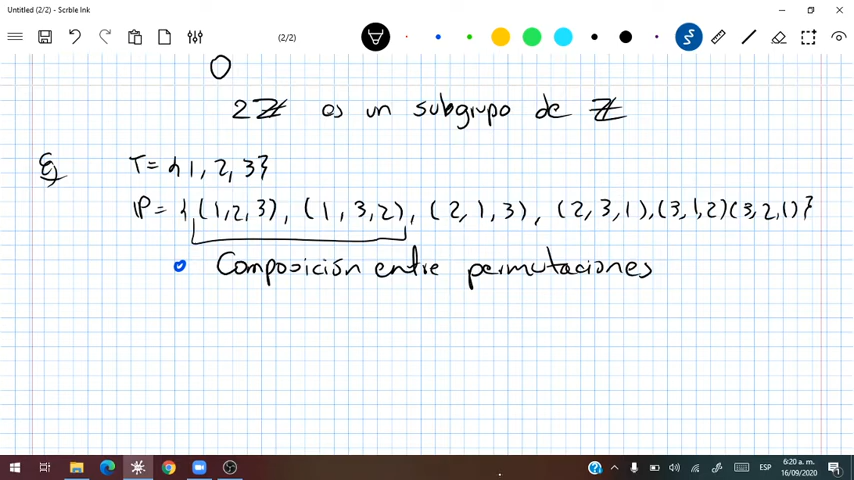 Untitled (2/2) - Scrble Ink
(2/2)
0
2ℤ es un subgrupo de ℤ
T = {1, 2, 3}
ℙ = {(1,2,3), (1,3,2), (2,1,3), (2,3,1),(3,1,2)(3,2,1)}
Composición entre permutaciones
ESP
6:20 a. m.
16/09/2020